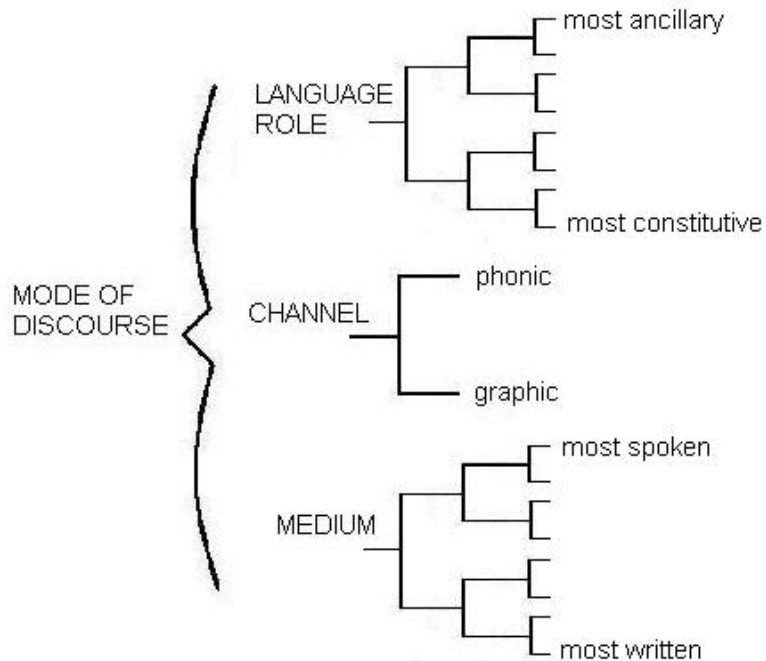 most ancillary
LANGUAGE
ROLE
most constitutive
MODE OF
DISCOURSE
CHANNEL
phonic
graphic
most spoken
MEDIUM
most written